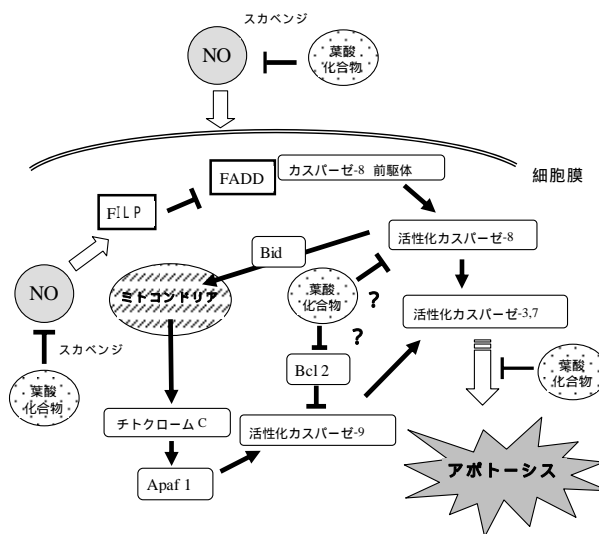 スカベンジ
NO
葉酸
化合物
カスパーゼ-8 前駆体
FADD
細胞膜
FILP
活性化カスパーゼ-8
Bid
NO
ミトコンドリア
葉酸
化合物
?
活性化カスパーゼ-3,7
スカベンジ
?
Bcl 2
葉酸
化合物
葉酸
化合物
チトクローム C
活性化カスパーゼ-9
アポトーシス
Apaf 1